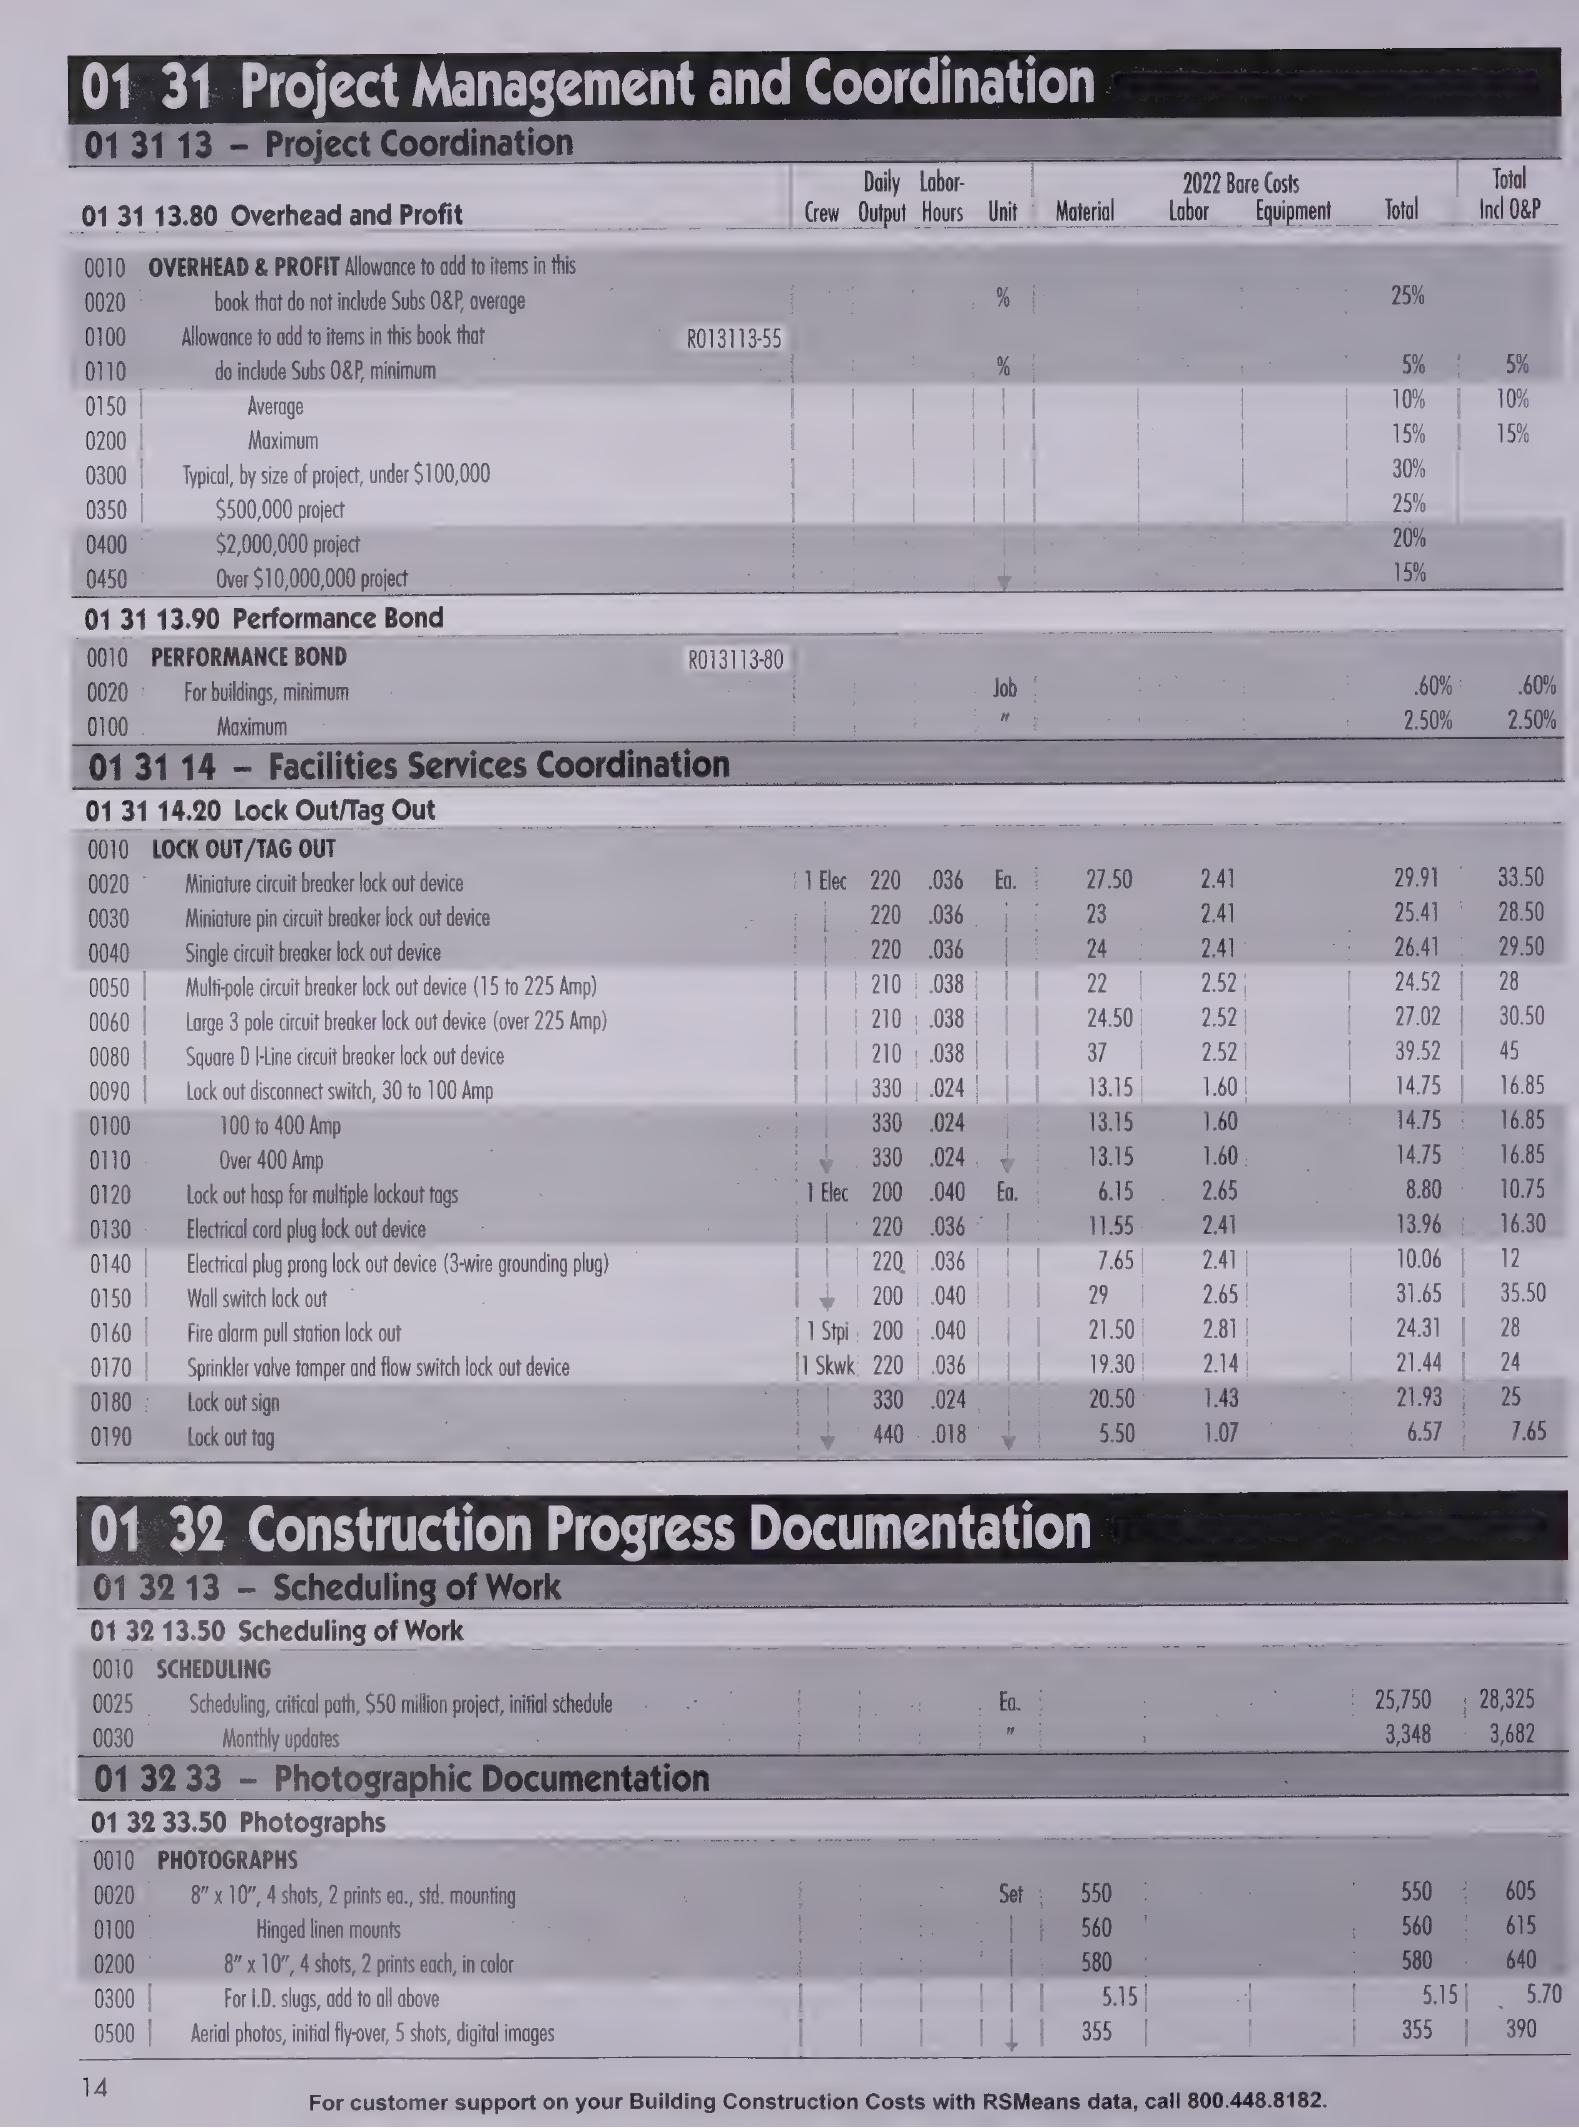 01 31 Project Management and Coordination
01 31 13 – Project Coordination
01 31 13.80 Overhead and Profit Crew Daily Output Labor-Hours Unit Material Labor 2022 Bare Costs Equipment Total Total Incl O&P
0010 OVERHEAD & PROFIT Allowance to add to items in this
0020 book that do not include Subs O&P, average % 25%
0100 Allowance to add to items in this book that R013113-55
0110 do include Subs O&P, minimum % 5% 5%
0150 Average 10% 10%
0200 Maximum 15% 15%
0300 Typical, by size of project, under $100,000 30%
0350 $500,000 project 25%
0400 $2,000,000 project 20%
0450 Over $10,000,000 project 15%
01 31 13.90 Performance Bond
0010 PERFORMANCE BOND R013113-80
0020 For buildings, minimum Job .60% .60%
0100 Maximum " 2.50% 2.50%
01 31 14 – Facilities Services Coordination
01 31 14.20 Lock Out/Tag Out
0010 LOCK OUT/TAG OUT
0020 Miniature circuit breaker lock out device 1 Elec 220 .036 Ea. 27.50 2.41 29.91 33.50
0030 Miniature pin circuit breaker lock out device 220 .036 23 2.41 25.41 28.50
0040 Single circuit breaker lock out device 220 .036 24 2.41 26.41 29.50
0050 Multi-pole circuit breaker lock out device (15 to 225 Amp) 210 .038 22 2.52 24.52 28
0060 Large 3 pole circuit breaker lock out device (over 225 Amp) 210 .038 24.50 2.52 27.02 30.50
0080 Square D I-Line circuit breaker lock out device 210 .038 37 2.52 39.52 45
0090 Lock out disconnect switch, 30 to 100 Amp 330 .024 13.15 1.60 14.75 16.85
0100 100 to 400 Amp 330 .024 13.15 1.60 14.75 16.85
0110 Over 400 Amp 330 .024 13.15 1.60 14.75 16.85
0120 Lock out hasp for multiple lockout tags 1 Elec 200 .040 Ea. 6.15 2.65 8.80 10.75
0130 Electrical cord plug lock out device 220 .036 11.55 2.41 13.96 16.30
0140 Electrical plug prong lock out device (3-wire grounding plug) 220 .036 7.65 2.41 10.06 12
0150 Wall switch lock out 200 .040 29 2.65 31.65 35.50
0160 Fire alarm pull station lock out 1 Stpi 200 .040 21.50 2.81 24.31 28
0170 Sprinkler valve tamper and flow switch lock out device 1 Skwk 220 .036 19.30 2.14 21.44 24
0180 Lock out sign 330 .024 20.50 1.43 21.93 25
0190 Lock out tag 440 .018 5.50 1.07 6.57 7.65
01 32 Construction Progress Documentation
01 32 13 – Scheduling of Work
01 32 13.50 Scheduling of Work
0010 SCHEDULING
0025 Scheduling, critical path, $50 million project, initial schedule Ea. 25,750 28,325
0030 Monthly updates " 3,348 3,682
01 32 33 – Photographic Documentation
01 32 33.50 Photographs
0010 PHOTOGRAPHS
0020 8" x 10", 4 shots, 2 prints ea., std. mounting Set 550 550 605
0100 Hinged linen mounts 560 560 615
0200 8" x 10", 4 shots, 2 prints each, in color 580 580 640
0300 For I.D. slugs, add to all above 5.15 5.15 5.70
0500 Aerial photos, initial fly-over, 5 shots, digital images 355 355 390
14
For customer support on your Building Construction Costs with RSMeans data, call 800.448.8182.